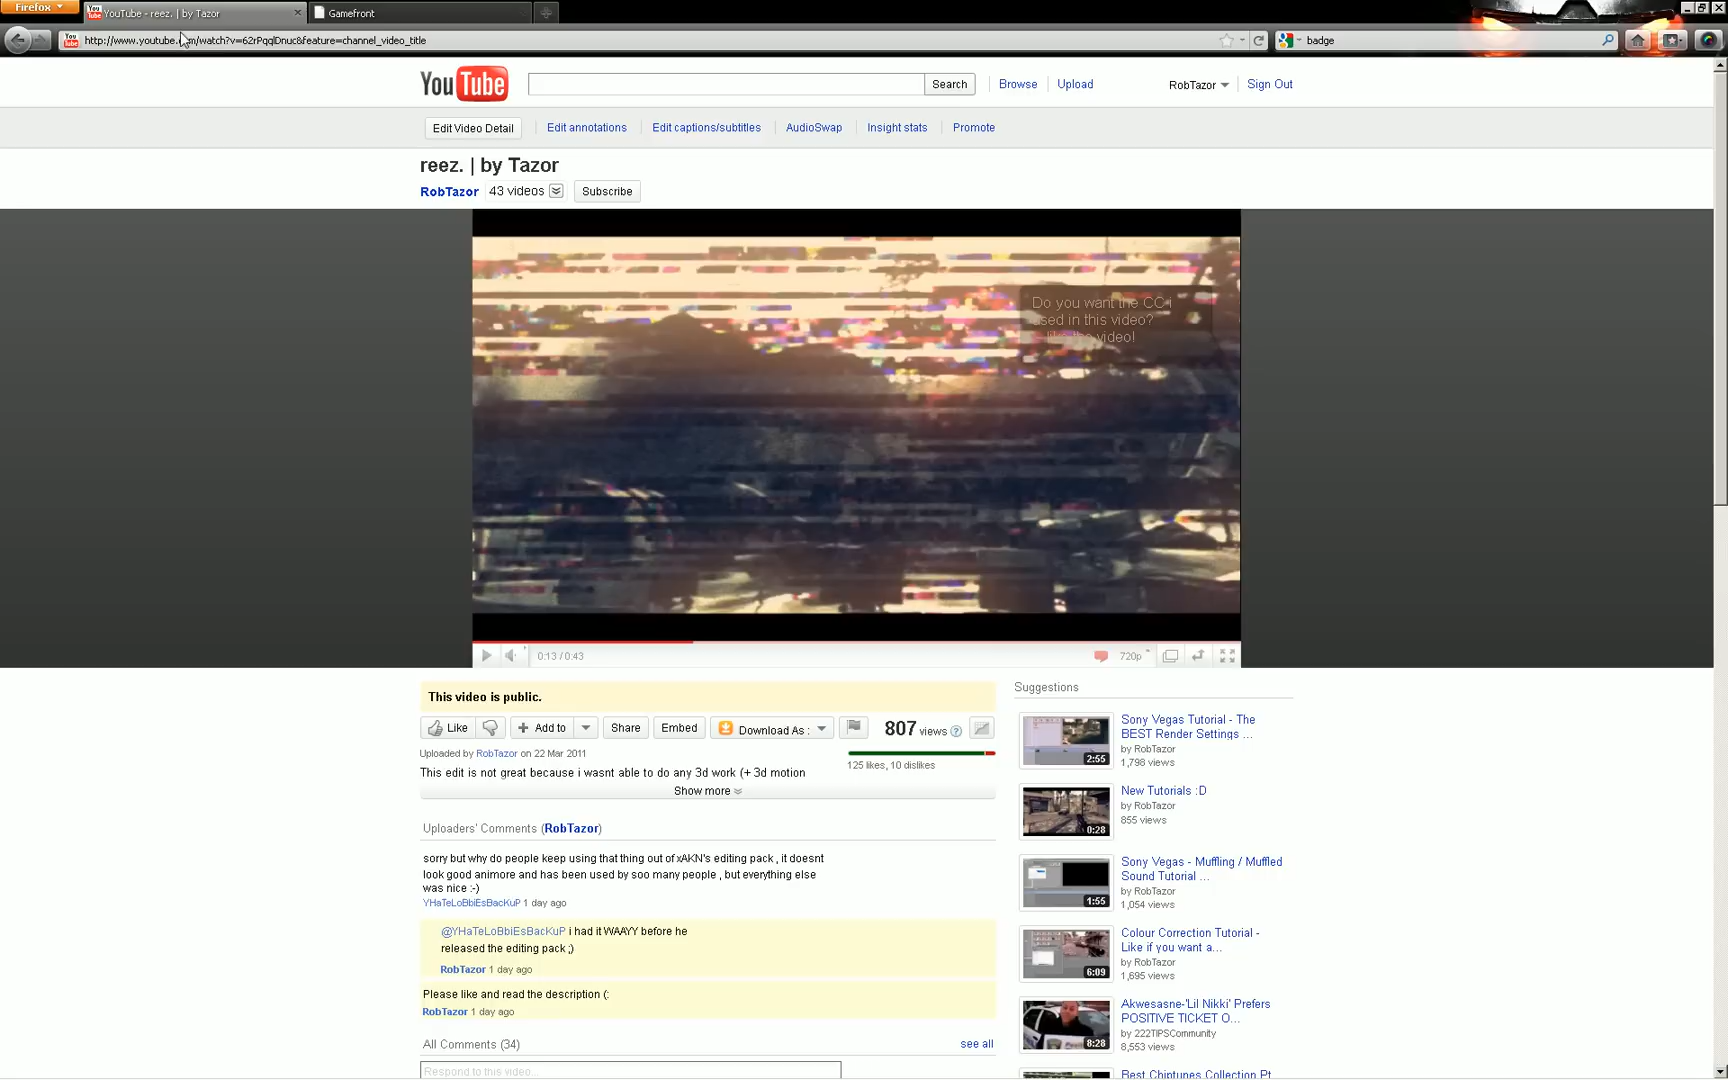 Firefox
YouTube - reez. | by Tazor
Gamefront
http://www.youtube.com/watch?v=62rPqqlDnuc&feature=channel_video_title
badge
YouTube
Search
Browse
Upload
RobTazor
Sign Out
Edit Video Detail
Edit annotations
Edit captions/subtitles
AudioSwap
Insight stats
Promote
reez. | by Tazor
RobTazor 43 videos
Subscribe
Do you want the CC i
used in this video?
like the video!
0:13 / 0:43
720p
This video is public.
Like
Add to
Share
Embed
Download As :
807 views
Uploaded by RobTazor on 22 Mar 2011
125 likes, 10 dislikes
This edit is not great because i wasnt able to do any 3d work (+ 3d motion
Show more
Uploaders' Comments (RobTazor)
sorry but why do people keep using that thing out of xAKN's editing pack , it doesnt
look good animore and has been used by soo many people , but everything else
was nice :-)
YHaTeLoBbiEsBacKuP 1 day ago
@YHaTeLoBbiEsBacKuP i had it WAAYY before he
released the editing pack ;)
RobTazor 1 day ago
Please like and read the description (:
RobTazor 1 day ago
All Comments (34)
see all
Respond to this video...
Suggestions
Sony Vegas Tutorial - The
BEST Render Settings ...
by RobTazor
1,798 views
2:55
New Tutorials :D
by RobTazor
855 views
0:28
Sony Vegas - Muffling / Muffled
Sound Tutorial ...
by RobTazor
1,054 views
1:55
Colour Correction Tutorial -
Like if you want a...
by RobTazor
1,695 views
6:09
Akwesasne-'Lil Nikki' Prefers
POSITIVE TICKET O...
by 222TIPSCommunity
8,553 views
8:28
Best Chiptunes Collection Pt